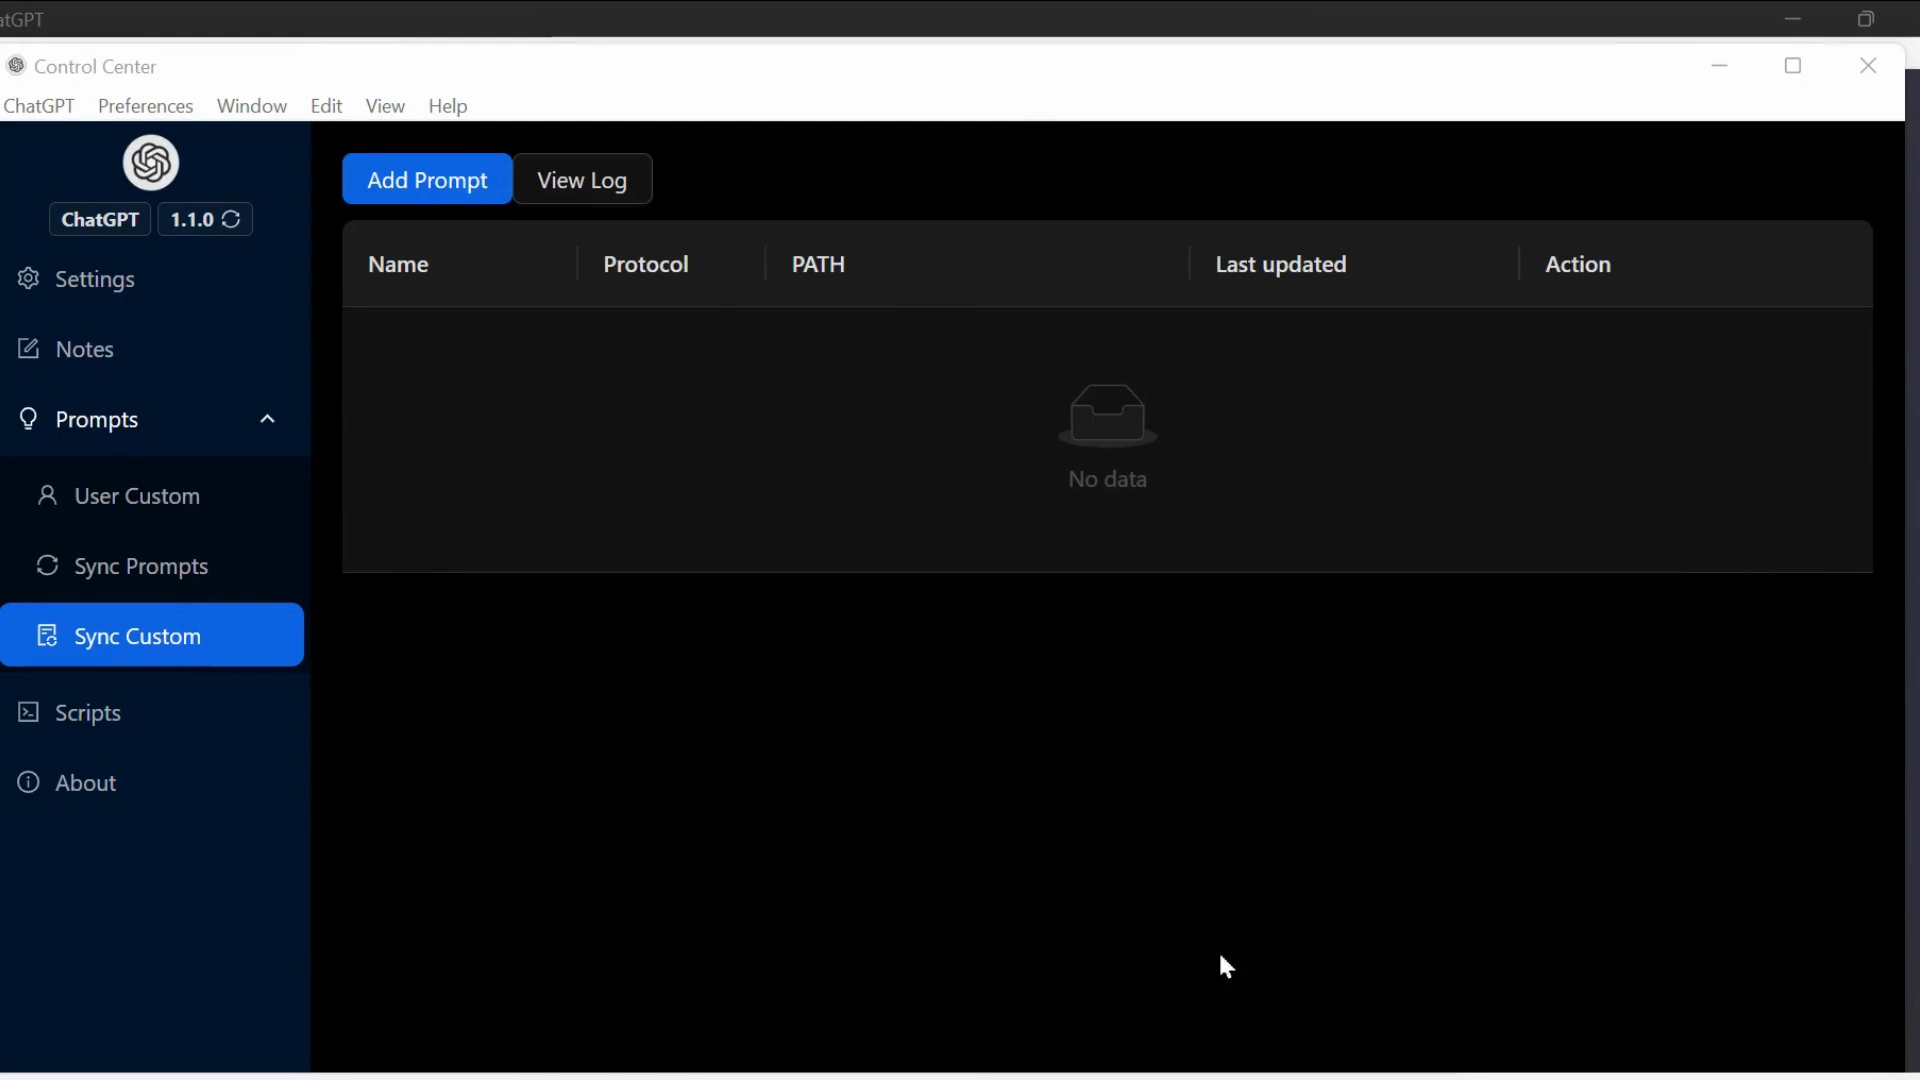 atGPT
Control Center
ChatGPT Preferences Window Edit View Help
ChatGPT 1.1.0
Settings
Notes
Prompts
User Custom
Sync Prompts
Sync Custom
Scripts
About
Add Prompt View Log
Name Protocol PATH Last updated Action
No data